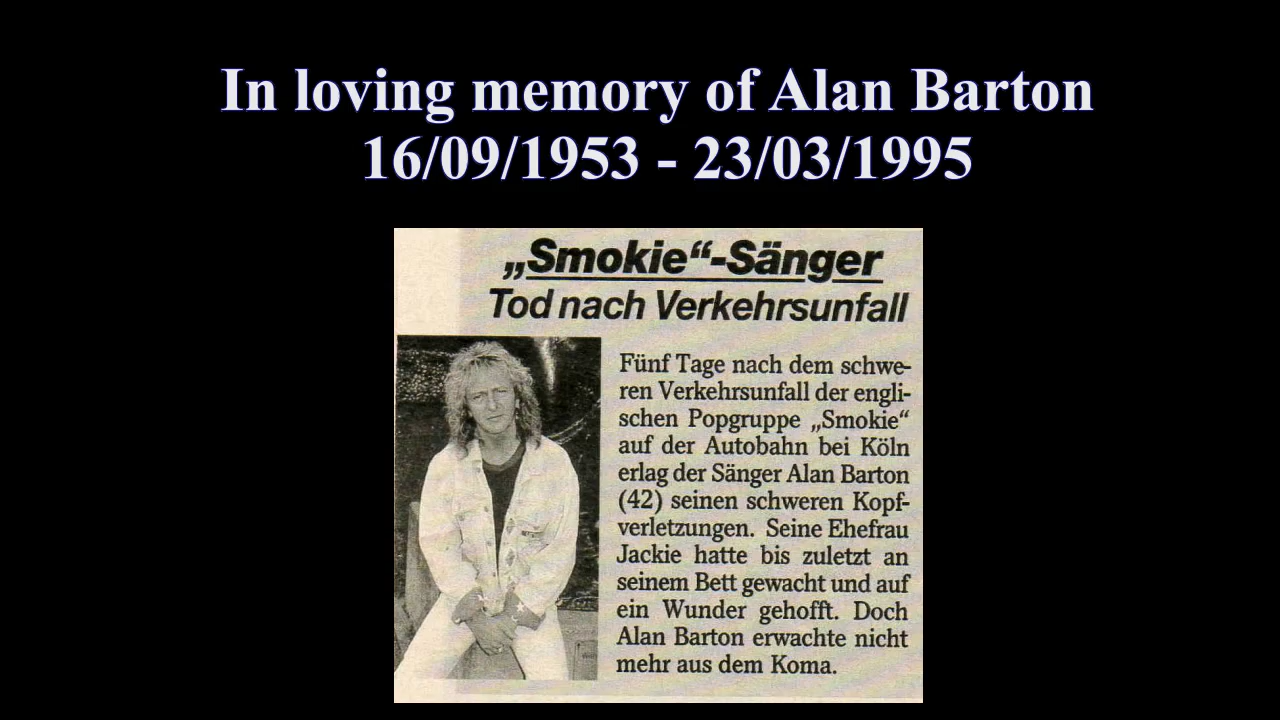 In loving memory of Alan Barton
16/09/1953 - 23/03/1995
„Smokie“-Sänger
Tod nach Verkehrsunfall
Fünf Tage nach dem schwe-
ren Verkehrsunfall der engli-
schen Popgruppe „Smokie“
auf der Autobahn bei Köln
erlag der Sänger Alan Barton
(42) seinen schweren Kopf-
verletzungen. Seine Ehefrau
Jackie hatte bis zuletzt an
seinem Bett gewacht und auf
ein Wunder gehofft. Doch
Alan Barton erwachte nicht
mehr aus dem Koma.